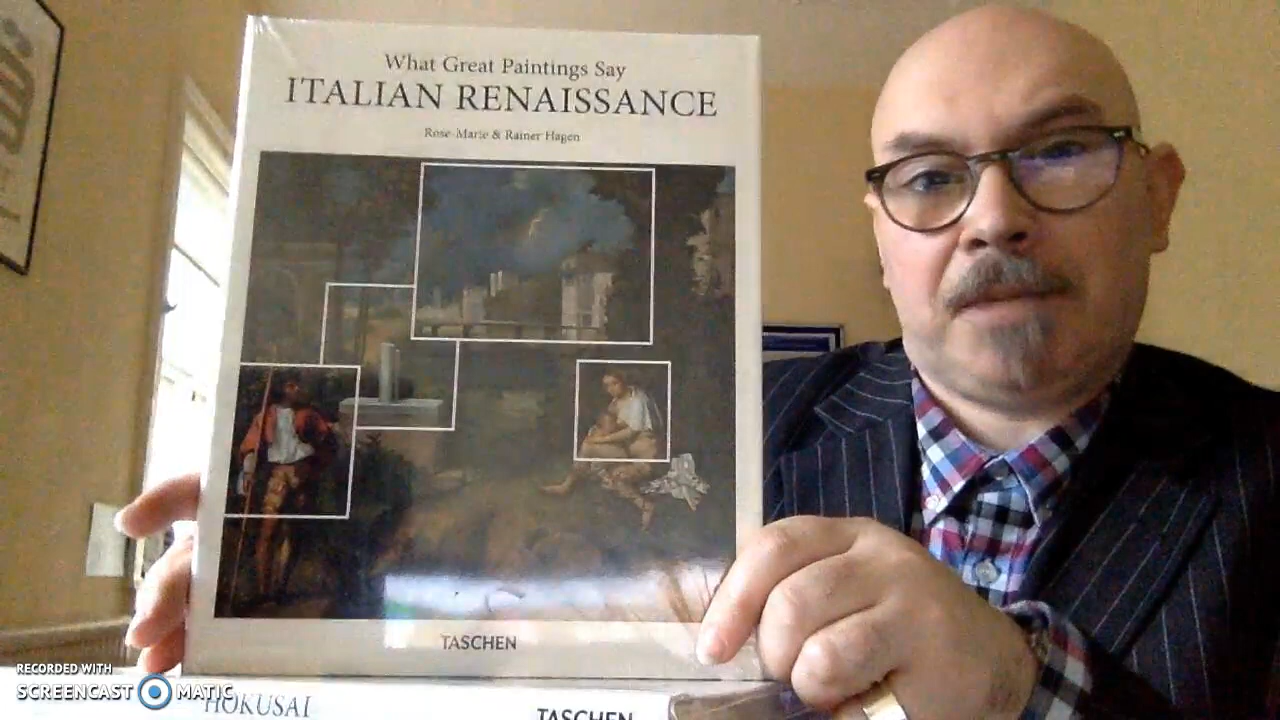 What Great Paintings Say
ITALIAN RENAISSANCE
Rose-Marie & Rainer Hagen
TASCHEN
RECORDED WITH
SCREENCAST MATIC
HOKUSAI
TASCHEN